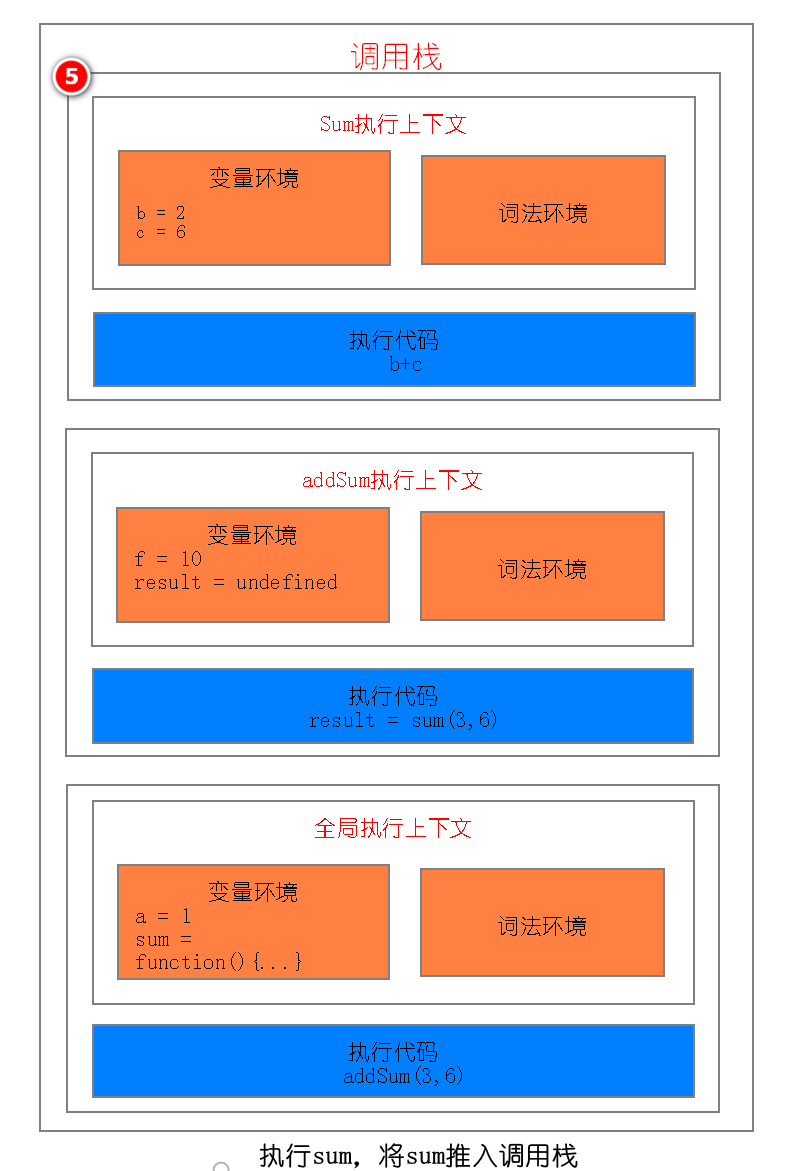 调用栈
5
Sum执行上下文
变量环境
b = 2
c = 6
词法环境
执行代码
b+c
addSum执行上下文
变量环境
f = 10
result = undefined
词法环境
执行代码
result = sum(3,6)
全局执行上下文
变量环境
a = 1
sum =
function(){...}
词法环境
执行代码
addSum(3,6)
执行sum，将sum推入调用栈